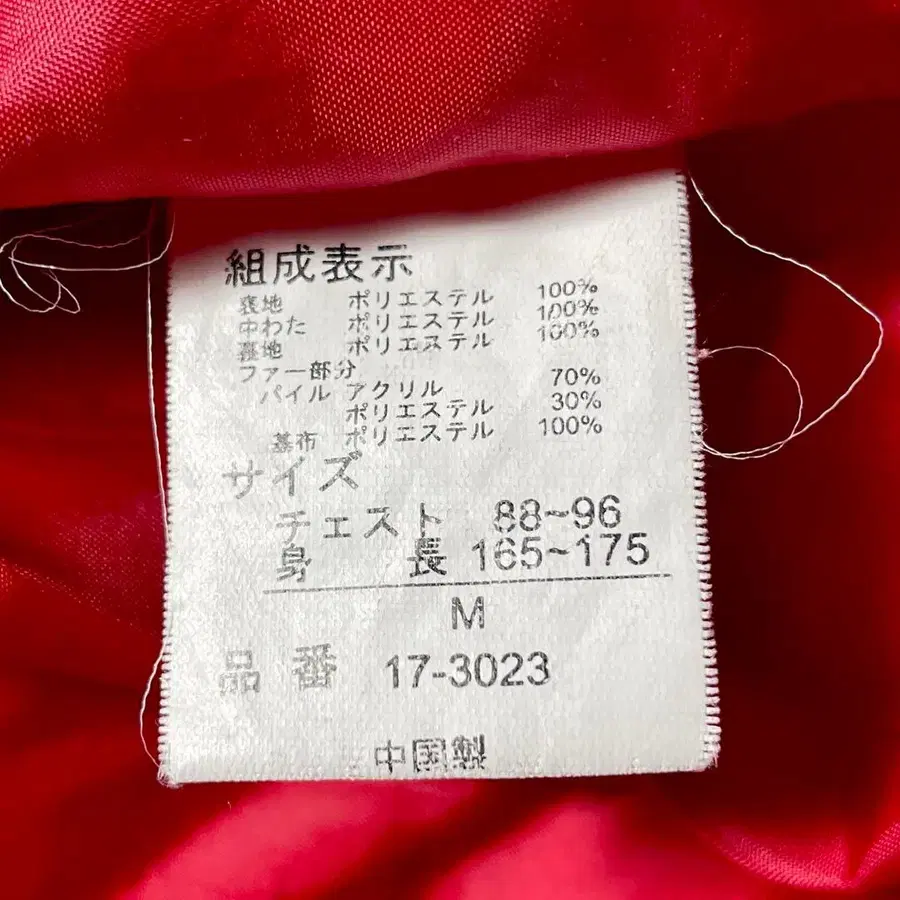 組成表示
表地 ポリエステル 100%
中わた ポリエステル 100%
裏地 ポリエステル 100%
ファー部分
パイル アクリル 70%
ポリエステル 30%
基布 ポリエステル 100%
サイズ
チェスト 88~96
身 長 165~175
M
品 番 17-3023
中国製